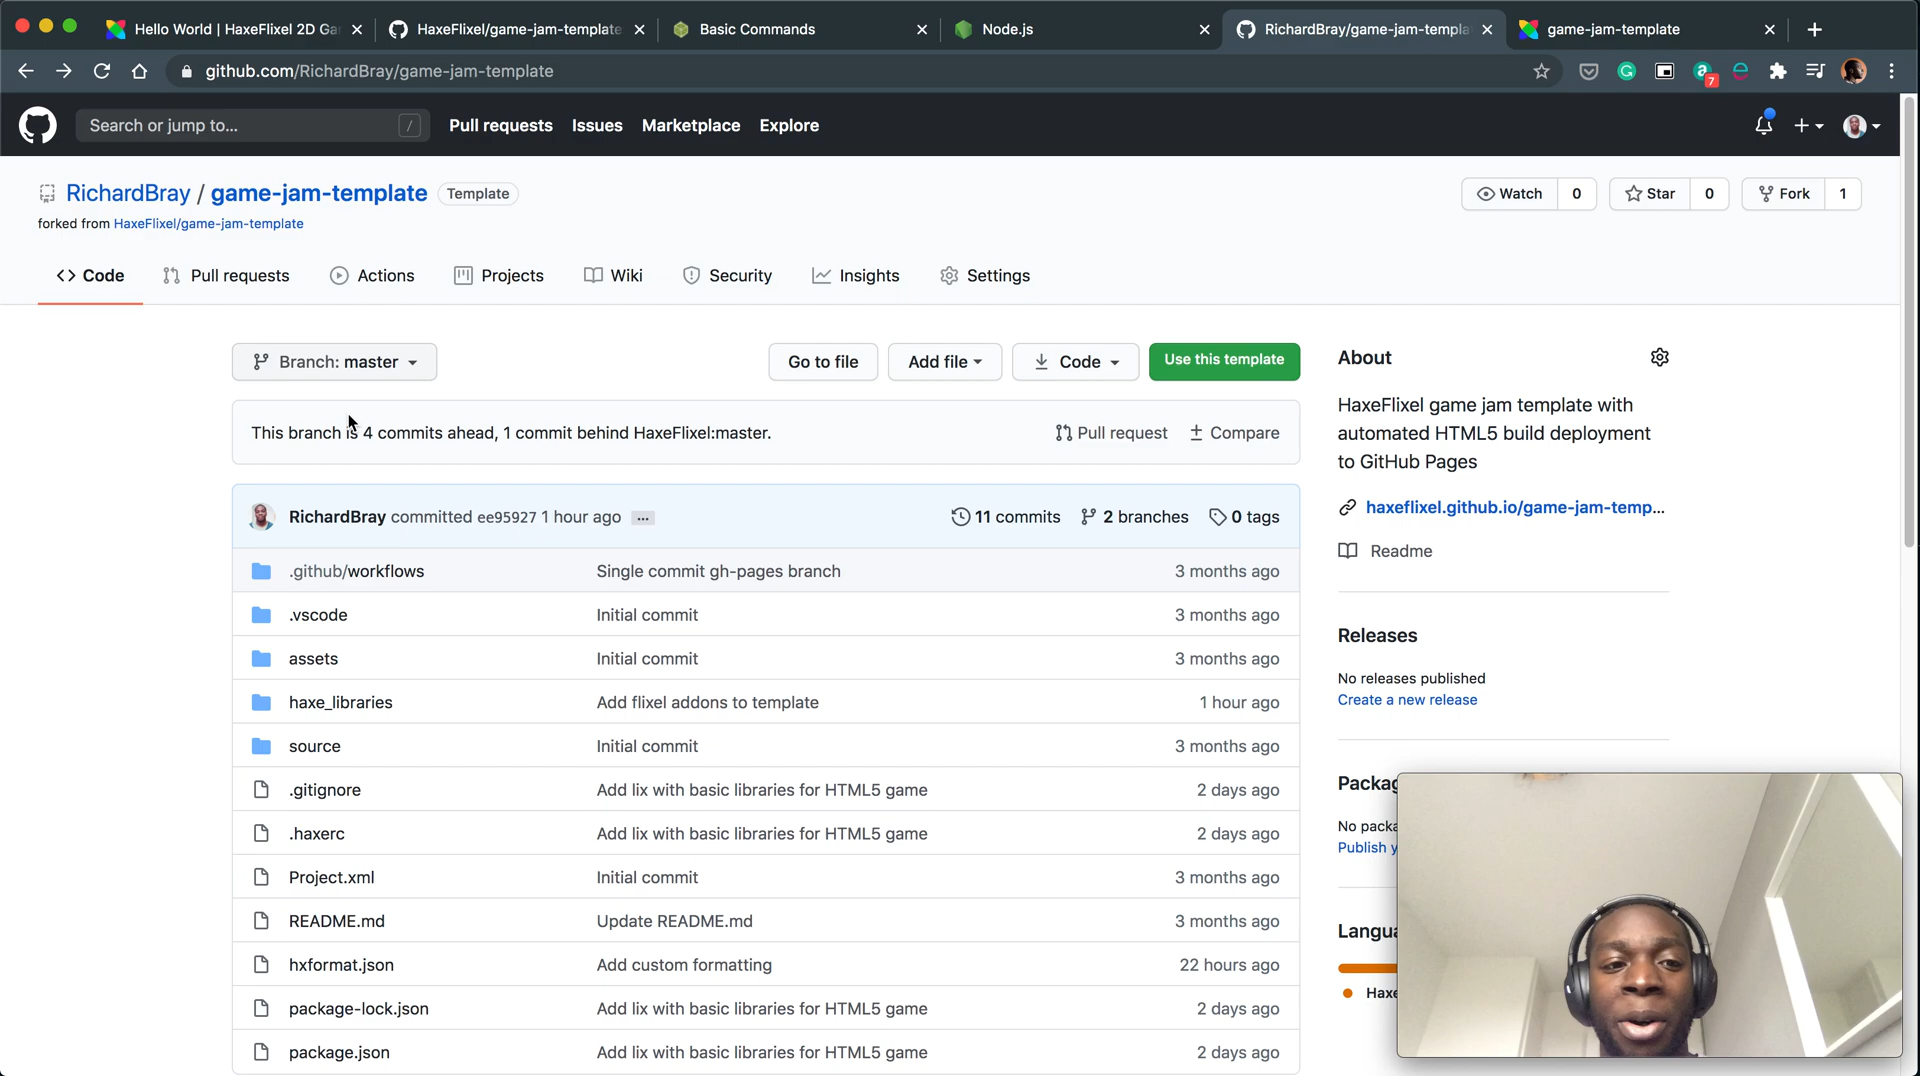 Hello World | HaxeFlixel 2D Ga
HaxeFlixel/game-jam-template
Basic Commands
Node.js
RichardBray/game-jam-templa
game-jam-template
github.com/RichardBray/game-jam-template
7
Search or jump to...
/
Pull requests
Issues
Marketplace
Explore
RichardBray / game-jam-template
Template
Watch 0
Star 0
Fork 1
forked from HaxeFlixel/game-jam-template
Code
Pull requests
Actions
Projects
Wiki
Security
Insights
Settings
Branch: master
Go to file
Add file
Code
Use this template
This branch is 4 commits ahead, 1 commit behind HaxeFlixel:master.
Pull request
Compare
RichardBray committed ee95927 1 hour ago
11 commits
2 branches
0 tags
.github/workflows Single commit gh-pages branch 3 months ago
.vscode Initial commit 3 months ago
assets Initial commit 3 months ago
haxe_libraries Add flixel addons to template 1 hour ago
source Initial commit 3 months ago
.gitignore Add lix with basic libraries for HTML5 game 2 days ago
.haxerc Add lix with basic libraries for HTML5 game 2 days ago
Project.xml Initial commit 3 months ago
README.md Update README.md 3 months ago
hxformat.json Add custom formatting 22 hours ago
package-lock.json Add lix with basic libraries for HTML5 game 2 days ago
package.json Add lix with basic libraries for HTML5 game 2 days ago
About
HaxeFlixel game jam template with
automated HTML5 build deployment
to GitHub Pages
haxeflixel.github.io/game-jam-temp...
Readme
Releases
No releases published
Create a new release
Packag
No packa
Publish y
Langua
Haxe